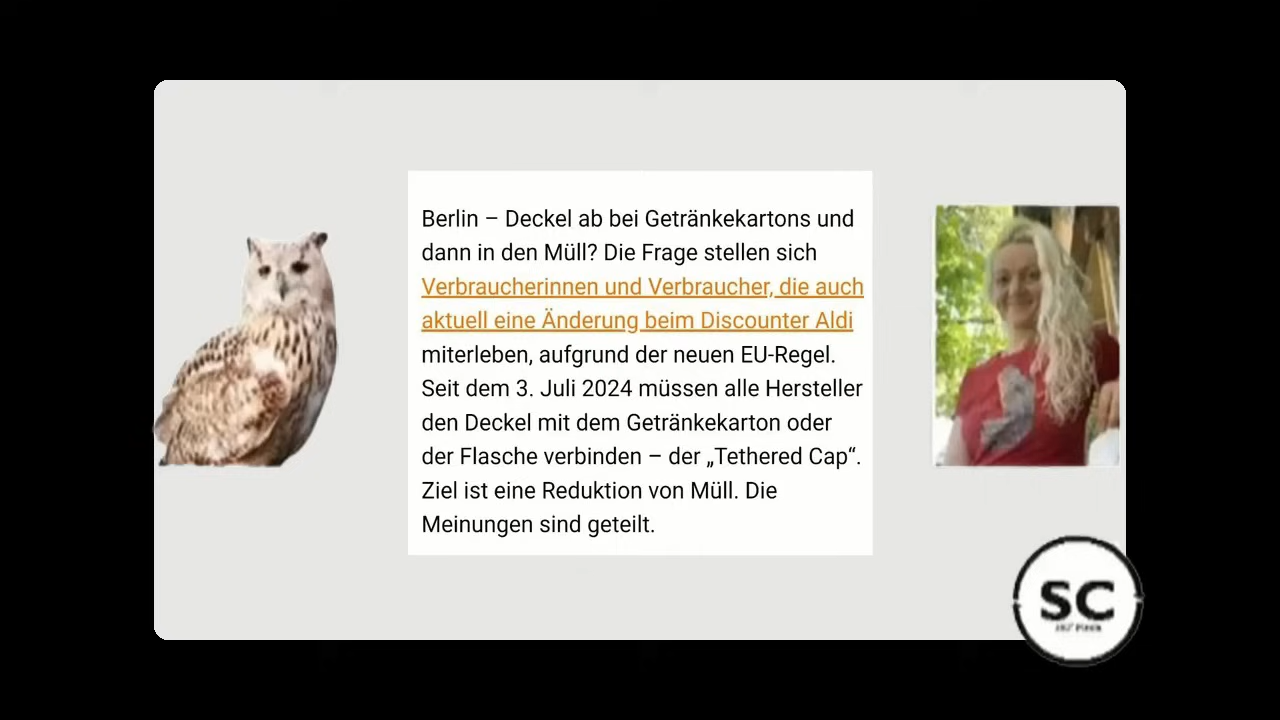 Berlin – Deckel ab bei Getränkekartons und
dann in den Müll? Die Frage stellen sich
Verbraucherinnen und Verbraucher, die auch
aktuell eine Änderung beim Discounter Aldi
miterleben, aufgrund der neuen EU-Regel.
Seit dem 3. Juli 2024 müssen alle Hersteller
den Deckel mit dem Getränkekarton oder
der Flasche verbinden – der „Tethered Cap“.
Ziel ist eine Reduktion von Müll. Die
Meinungen sind geteilt.
SC